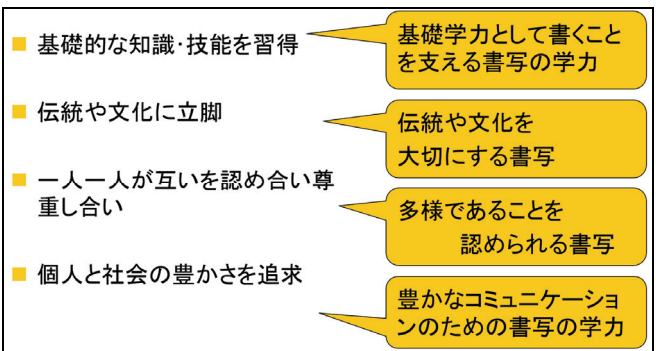 ■ 基礎的な知識・技能を習得
基礎学力として書くこと
を支える書写の学力
■ 伝統や文化に立脚
伝統や文化を
大切にする書写
■ 一人一人が互いを認め合い尊
重し合い
多様であることを
認められる書写
■ 個人と社会の豊かさを追求
豊かなコミュニケーショ
ンのための書写の学力